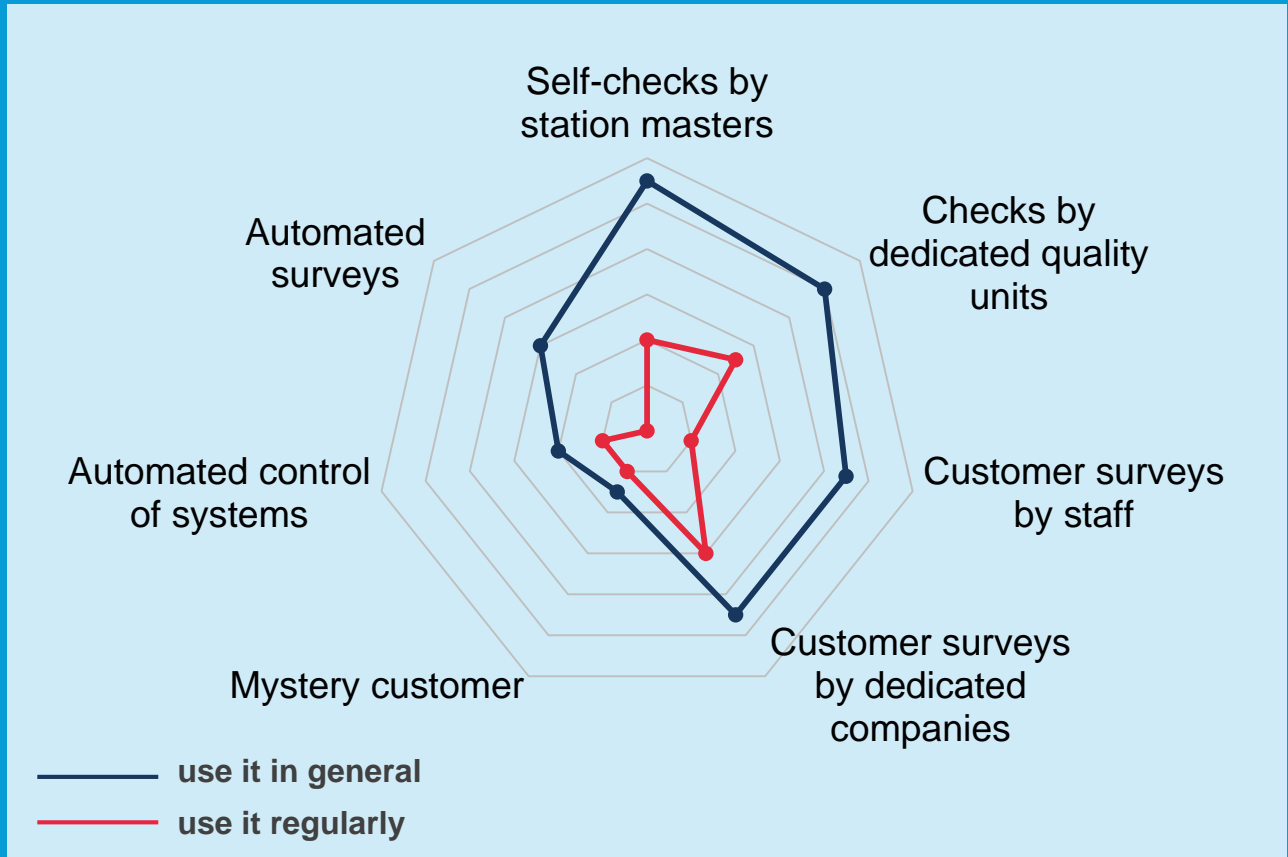 Self-checks by
station masters
Checks by
dedicated quality
units
Customer surveys
by staff
Customer surveys
by dedicated
companies
Mystery customer
Automated control
of systems
Automated
surveys
use it in general
use it regularly